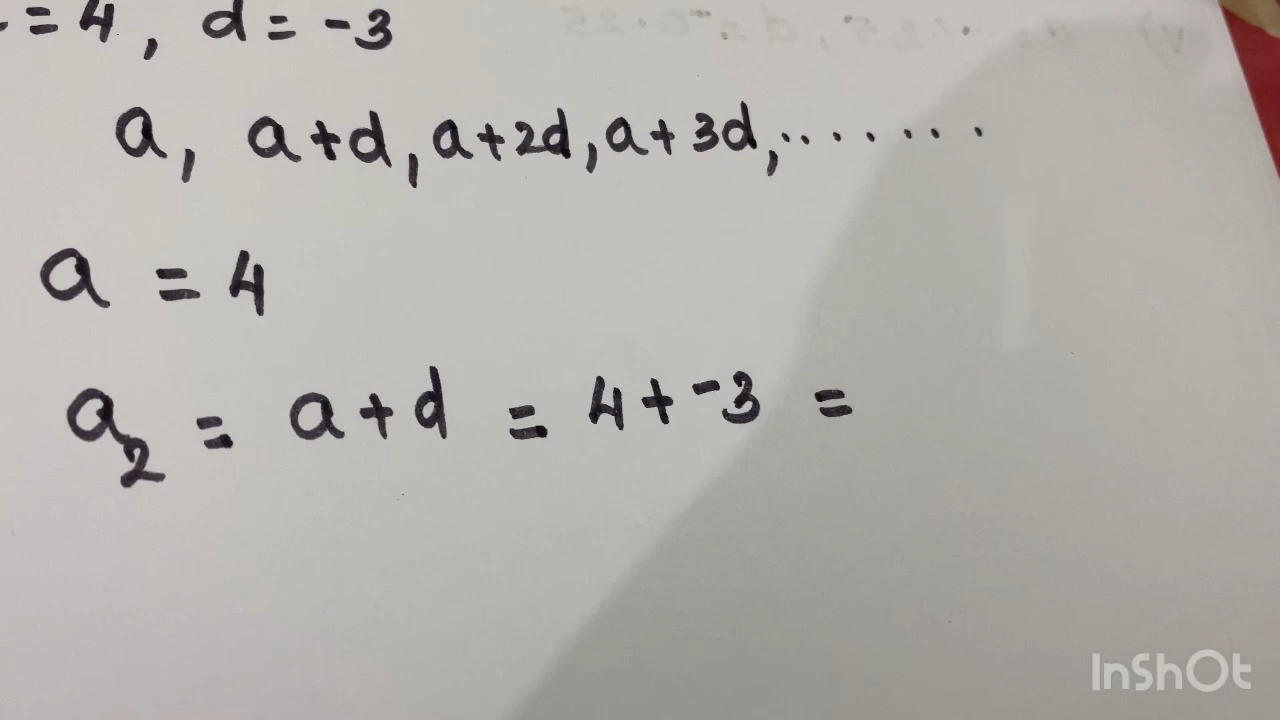 = 4, d = -3
a, a+d, a+2d, a+3d, .......
a = 4
a2 = a+d = 4+-3 =
InShOt